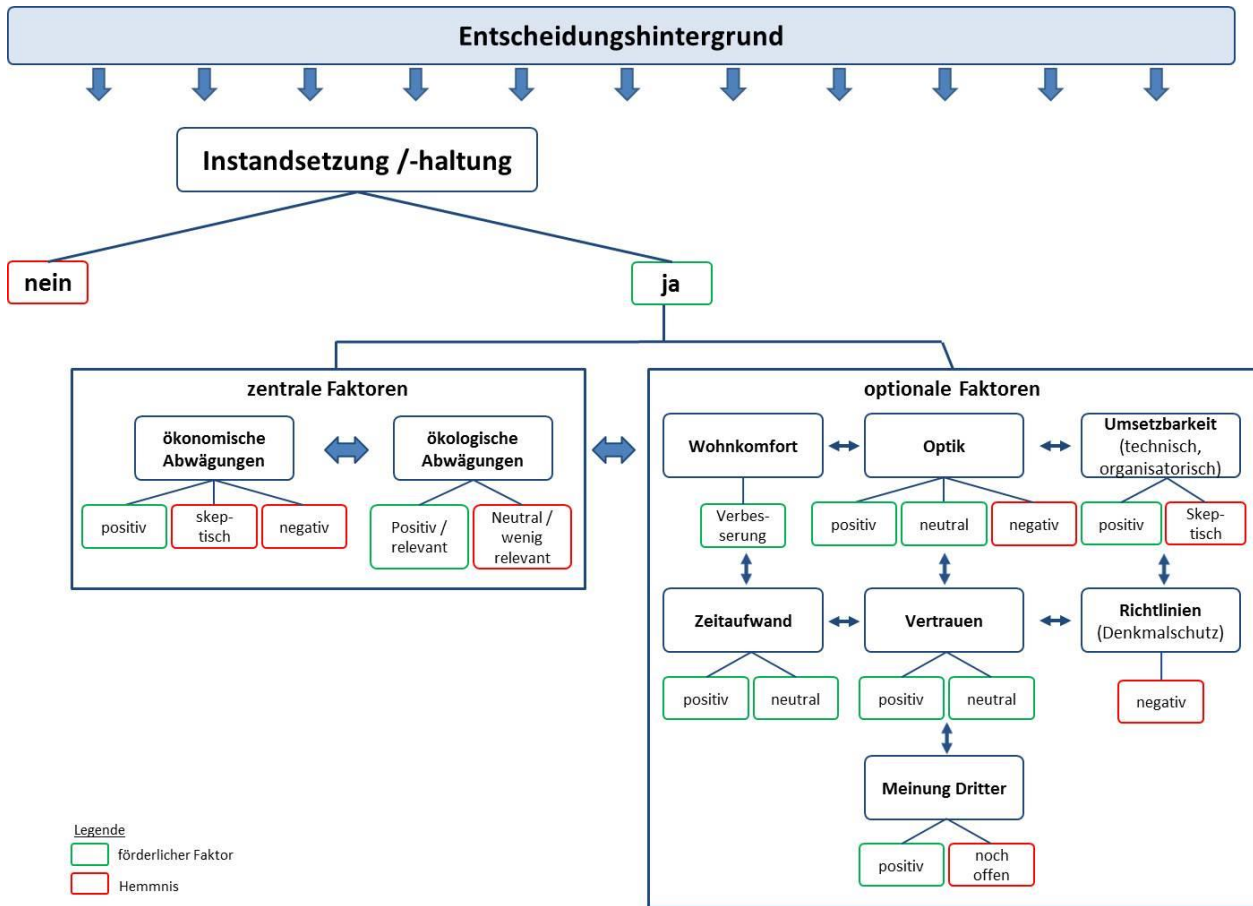 Entscheidungshintergrund
Instandsetzung /-haltung
nein
ja
zentrale Faktoren
ökonomische
Abwägungen
ökologische
Abwägungen
positiv
skep-
tisch
negativ
Positiv /
relevant
Neutral /
wenig
relevant
optionale Faktoren
Wohnkomfort
Optik
Umsetzbarkeit
(technisch,
organisatorisch)
Verbes-
serung
positiv
neutral
negativ
positiv
Skep-
tisch
Zeitaufwand
Vertrauen
Richtlinien
(Denkmalschutz)
positiv
neutral
positiv
neutral
negativ
Meinung Dritter
positiv
noch
offen
Legende
förderlicher Faktor
Hemmnis